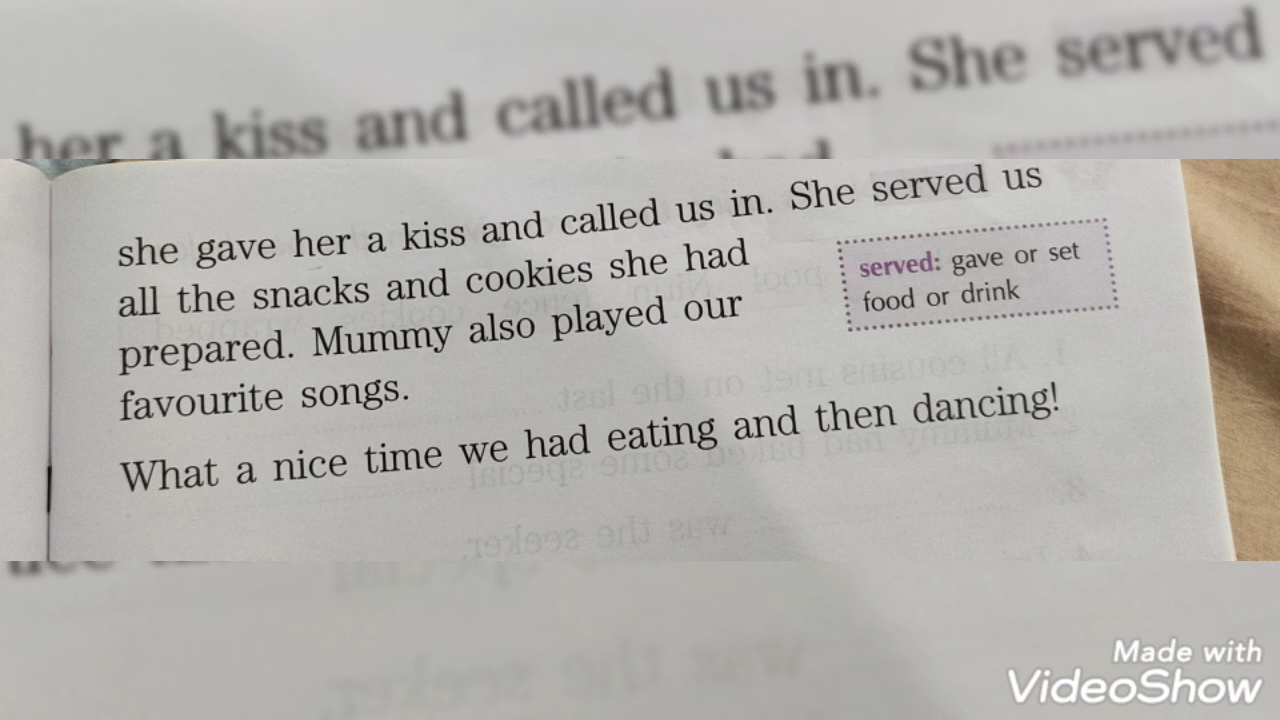 her a kiss and called us in. She served
she gave her a kiss and called us in. She served us
all the snacks and cookies she had
prepared. Mummy also played our
favourite songs.
served: gave or set
food or drink
What a nice time we had eating and then dancing!
Made with
VideoShow